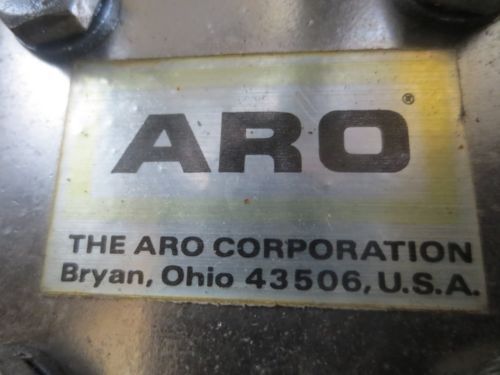 ARO®
THE ARO CORPORATION
Bryan, Ohio 43506, U.S.A.